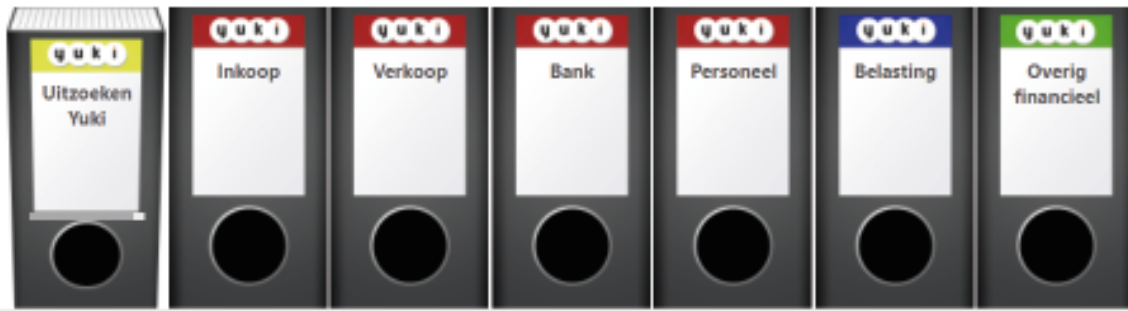 yuki
Uitzoeken
Yuki
yuki
Inkoop
yuki
Verkoop
yuki
Bank
yuki
Personeel
yuki
Belasting
yuki
Overig
financieel